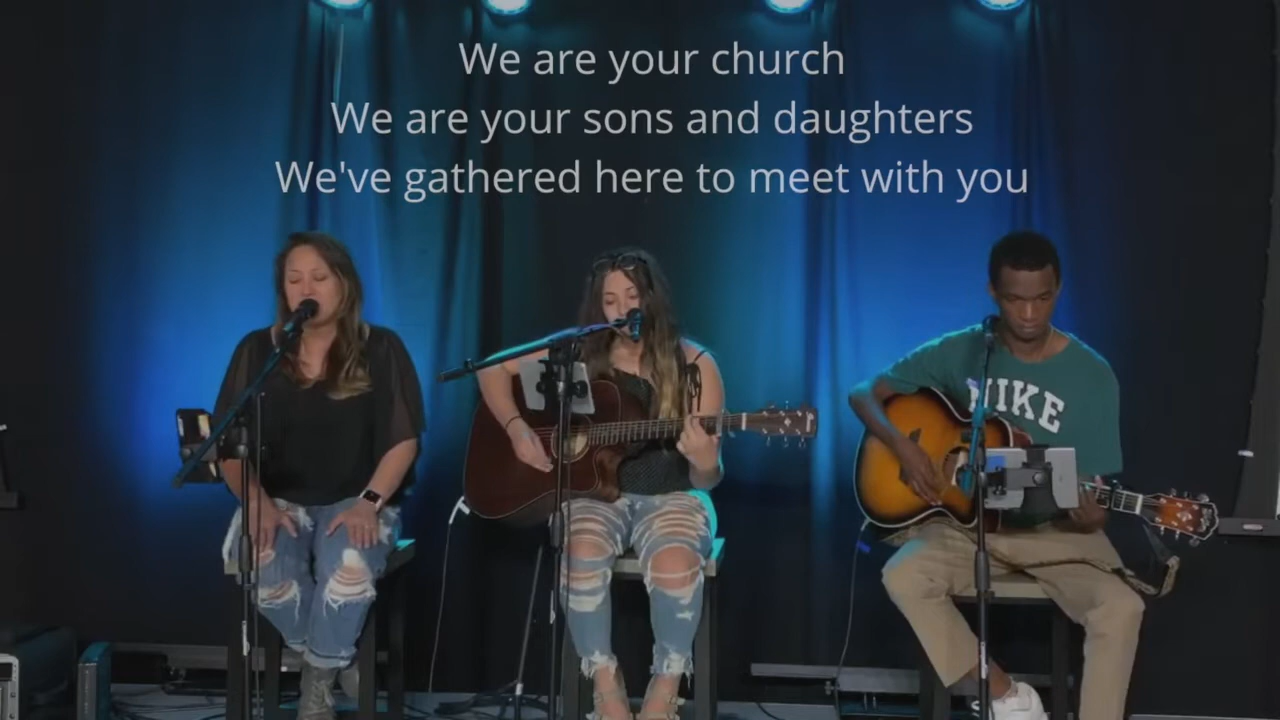 We are your church
We are your sons and daughters
We've gathered here to meet with you
NIKE